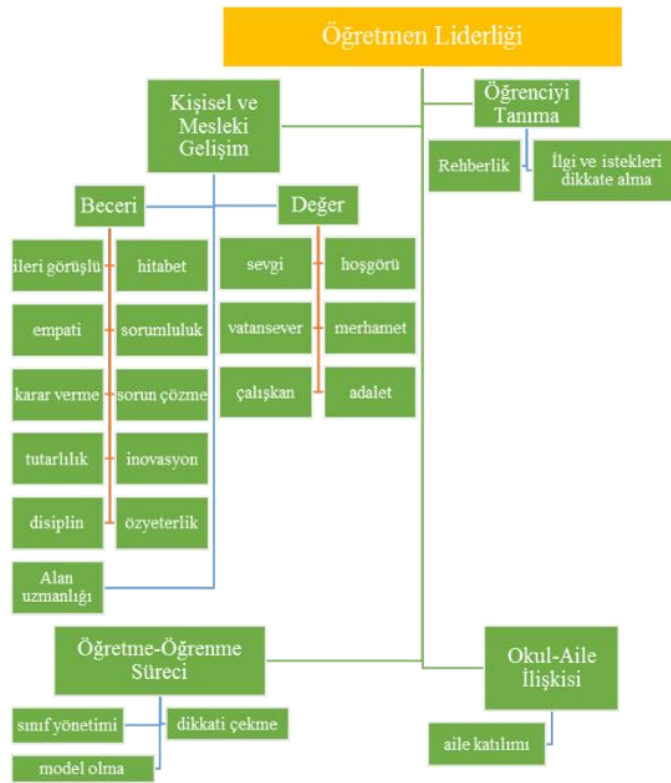 Öğretmen Liderliği
Kişisel ve
Mesleki
Gelişim
Öğrenciyi
Tanıma
Rehberlik
İlgi ve istekleri
dikkate alma
Beceri
Değer
ileri görüşlü
hitabet
sevgi
hoşgörü
empati
sorumluluk
vatansever
merhamet
karar verme
sorun çözme
çalışkan
adalet
tutarlılık
inovasyon
disiplin
özyeterlik
Alan
uzmanlığı
Öğretme-Öğrenme
Süreci
Okul-Aile
İlişkisi
sınıf yönetimi
dikkati çekme
model olma
aile katılımı